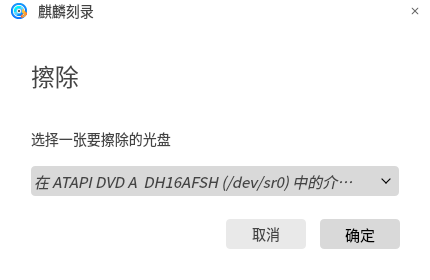 麒麟刻录
擦除
选择一张要擦除的光盘
在 ATAPI DVD A  DH16AFSH (/dev/sr0) 中的介…
取消
确定